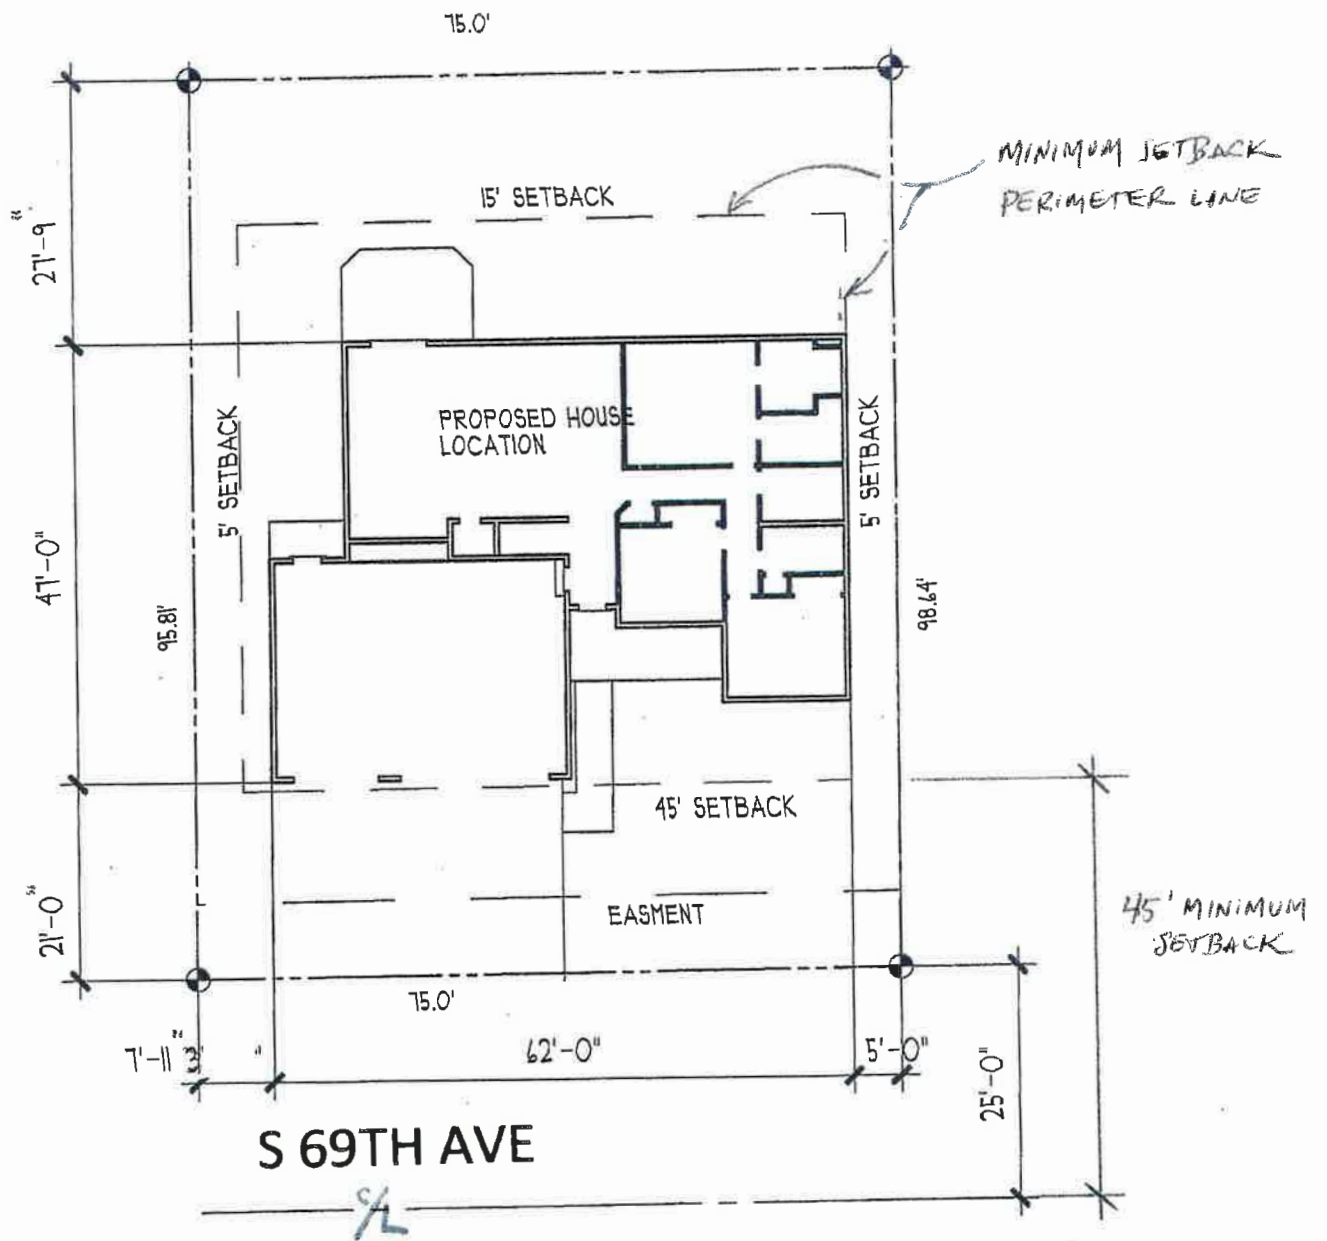 75.0'
MINIMUM SETBACK
PERIMETER LINE
15' SETBACK
27'-9"
PROPOSED HOUSE
LOCATION
5' SETBACK
5' SETBACK
47'-0"
95.81'
98.64'
45' SETBACK
21'-0"
EASMENT
45' MINIMUM
SETBACK
75.0'
7'-11"
62'-0"
5'-0"
25'-0"
S 69TH AVE
C/L